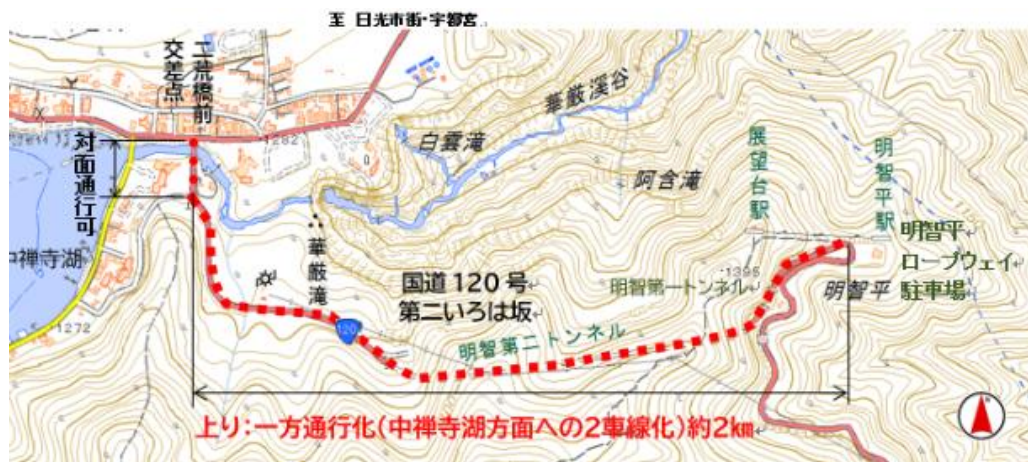 至 日光市街・宇都宮
二荒橋前
交差点
対面通行可
中禅寺湖
1272
1282
白雲滝
華厳渓谷
阿含滝
華厳滝
国道120号
第二いろは坂
120
展望台駅
明智平駅
明智平
ロープウェイ
駐車場
明智平
1395
明智第一トンネル
明智第二トンネル
上り:一方通行化(中禅寺湖方面への2車線化)約2km